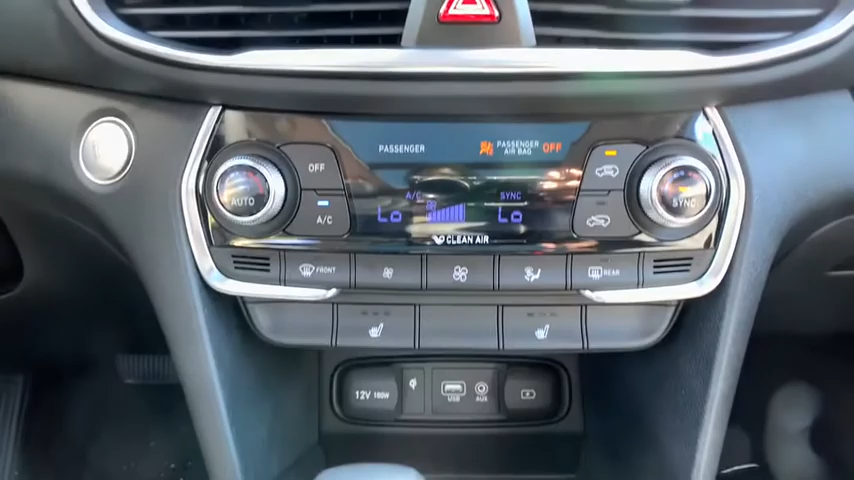 PASSENGER
PASSENGER
AIR BAG
OFF
OFF
AUTO
A/C
A/C
SYNC
SYNC
Lo
Lo
CLEAN AIR
FRONT
REAR
12V 180W
USB
AUX